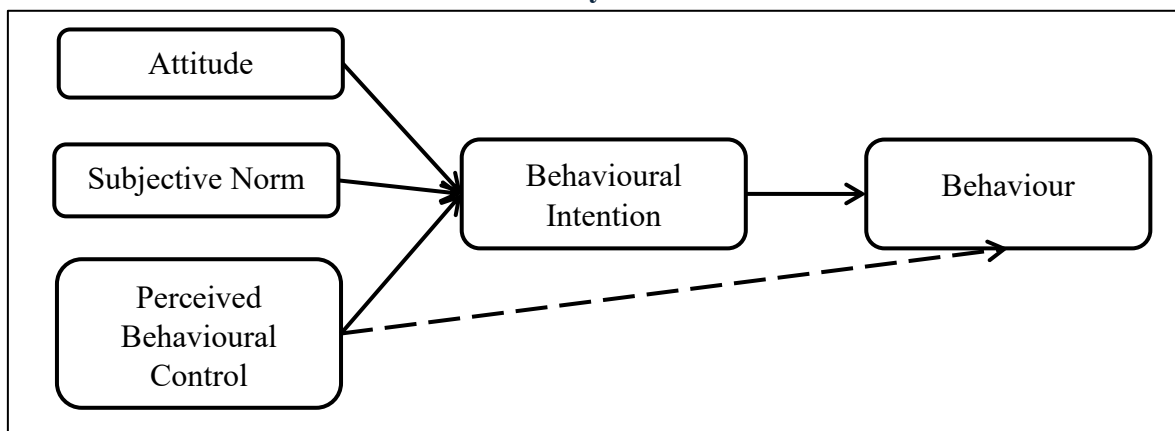 Attitude
Subjective Norm
Perceived
Behavioural
Control
Behavioural
Intention
Behaviour